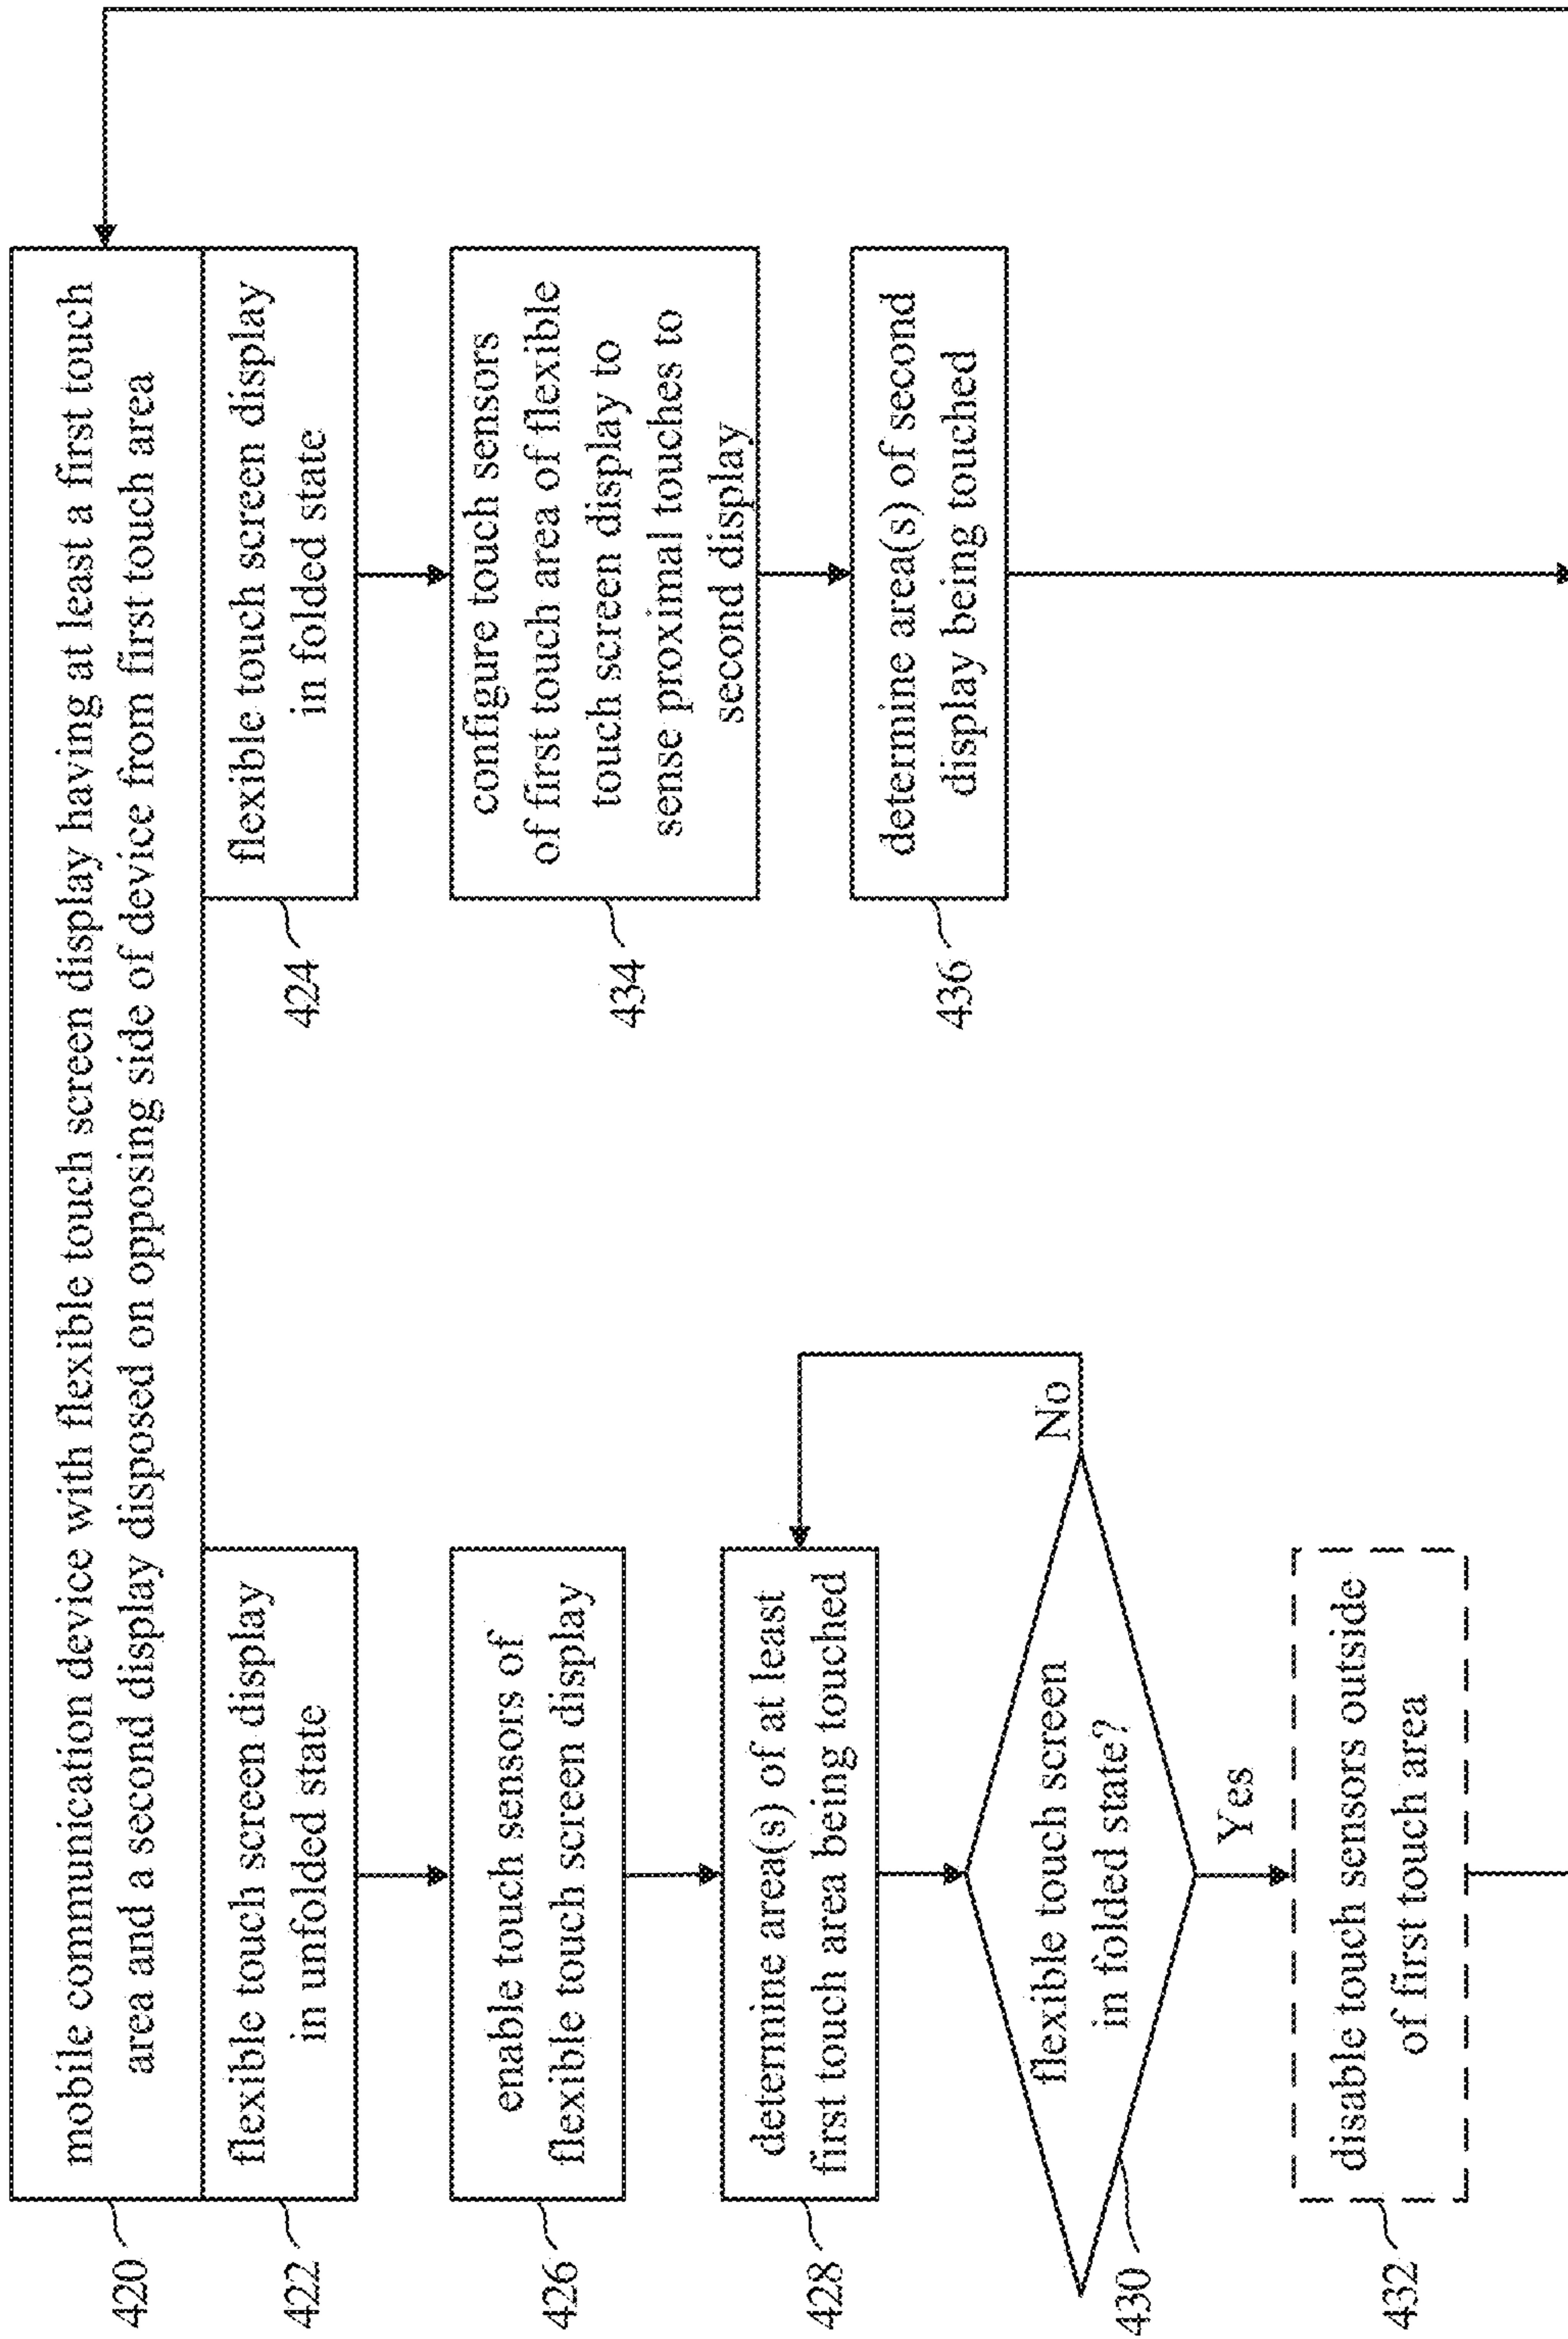 mobile communication device with flexible touch screen display having at least a first touch
area and a second display disposed on opposing side of device from first touch area
420
flexible touch screen display
in unfolded state
422
enable touch sensors of
flexible touch screen display
426
determine area(s) of at least
first touch area being touched
428
No
flexible touch screen
in folded state?
430
Yes
disable touch sensors outside
of first touch area
432
flexible touch screen display
in folded state
424
configure touch sensors
of first touch area of flexible
touch screen display to
sense proximal touches to
second display
434
determine area(s) of second
display being touched
436